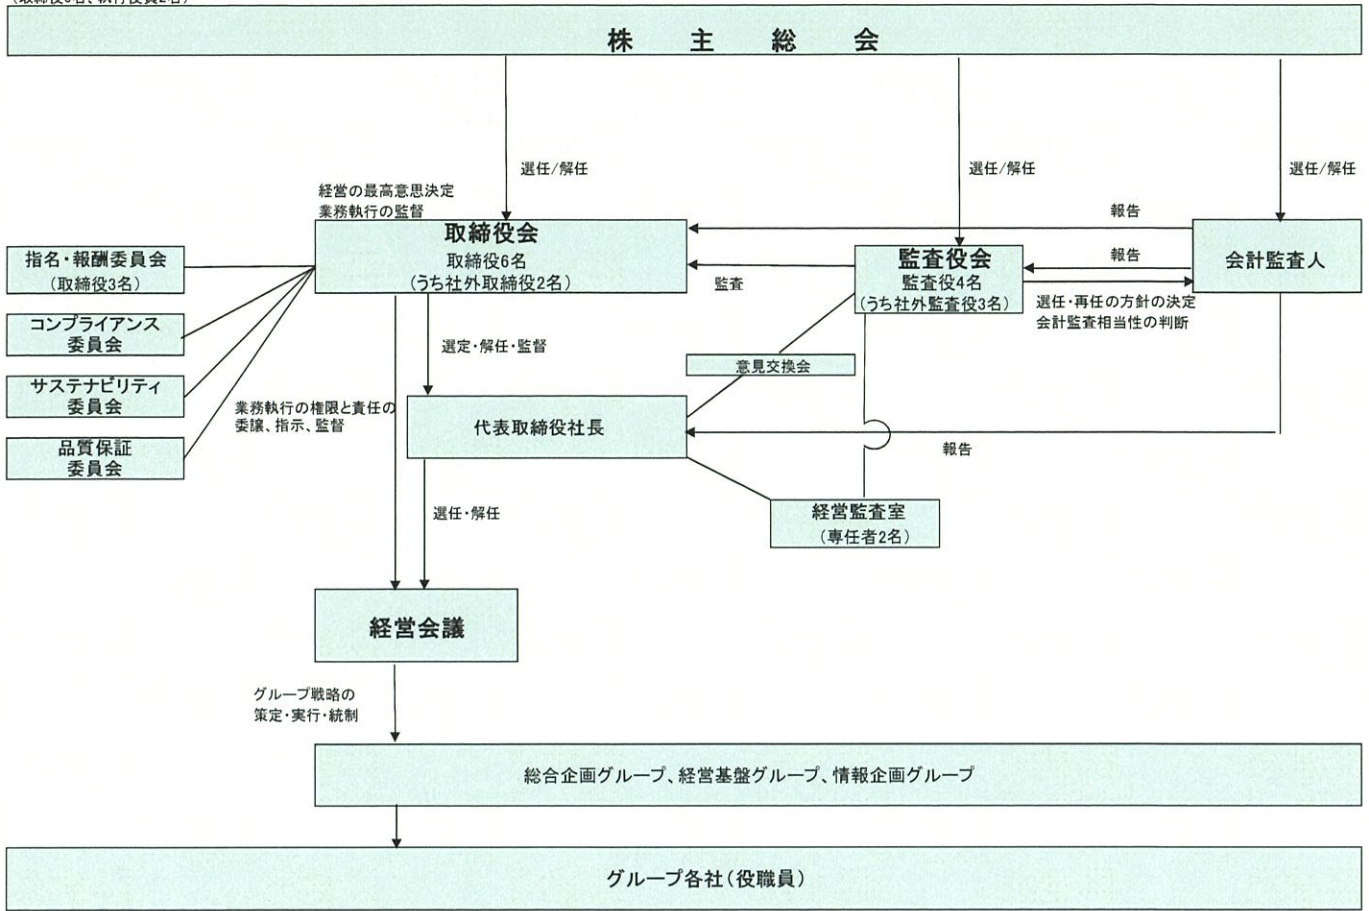 株主総会
選任/解任
選任/解任
選任/解任
経営の最高意思決定
業務執行の監督
取締役会
取締役6名
(うち社外取締役2名)
報告
監査役会
監査役4名
(うち社外監査役3名)
報告
会計監査人
監査
選任・再任の方針の決定
会計監査相当性の判断
指名・報酬委員会
(取締役3名)
コンプライアンス
委員会
サステナビリティ
委員会
品質保証
委員会
選定・解任・監督
意見交換会
業務執行の権限と責任の
委譲、指示、監督
代表取締役社長
報告
選任・解任
経営監査室
(専任者2名)
経営会議
グループ戦略の
策定・実行・統制
総合企画グループ、経営基盤グループ、情報企画グループ
グループ各社(役職員)